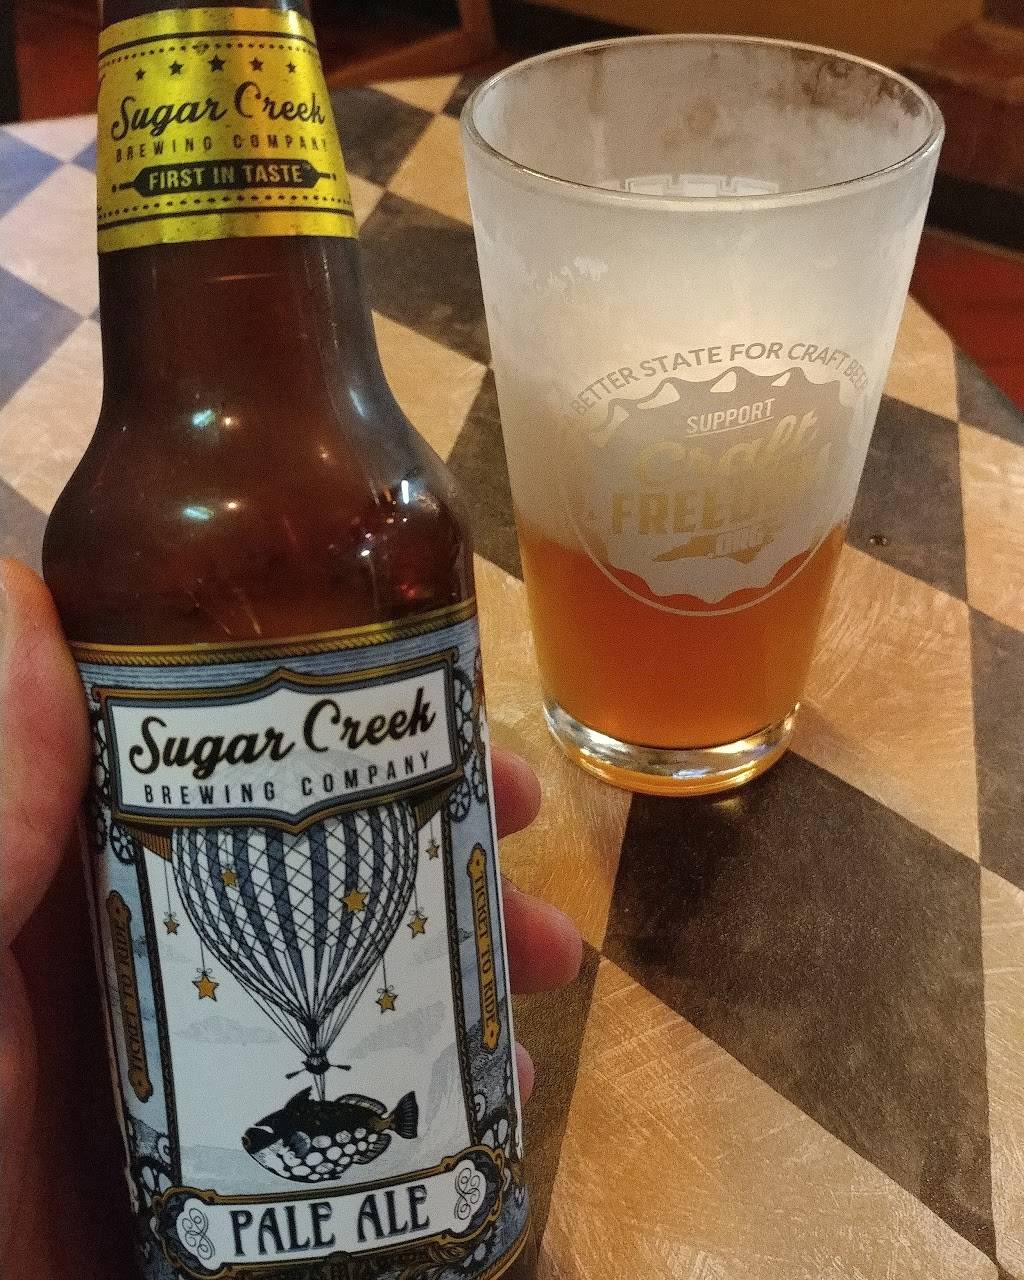 Sugar Creek
BREWING COMPANY
FIRST IN TASTE
Sugar Creek
BREWING COMPANY
TICKET TO RIDE
TICKET TO RIDE
PALE ALE
BETTER STATE FOR CRAFT BEER
SUPPORT
Craft
.ORG